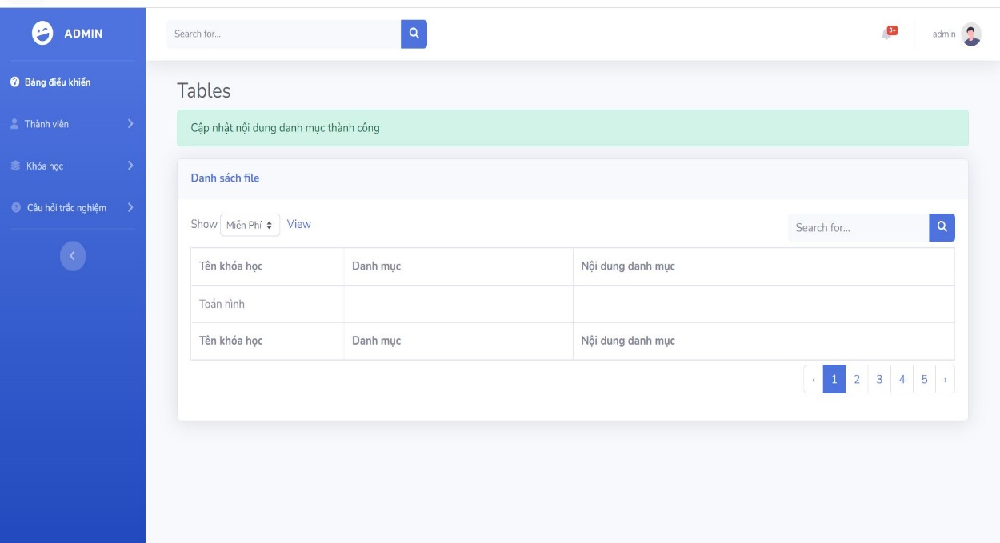 ADMIN
Search for...
3+
admin
Bảng điều khiển
Thành viên
Khóa học
Câu hỏi trắc nghiệm
Tables
Cập nhật nội dung danh mục thành công
Danh sách file
Show Miễn Phí View
Search for...
Tên khóa học Danh mục Nội dung danh mục
Toán hình
Tên khóa học Danh mục Nội dung danh mục
‹ 1 2 3 4 5 ›